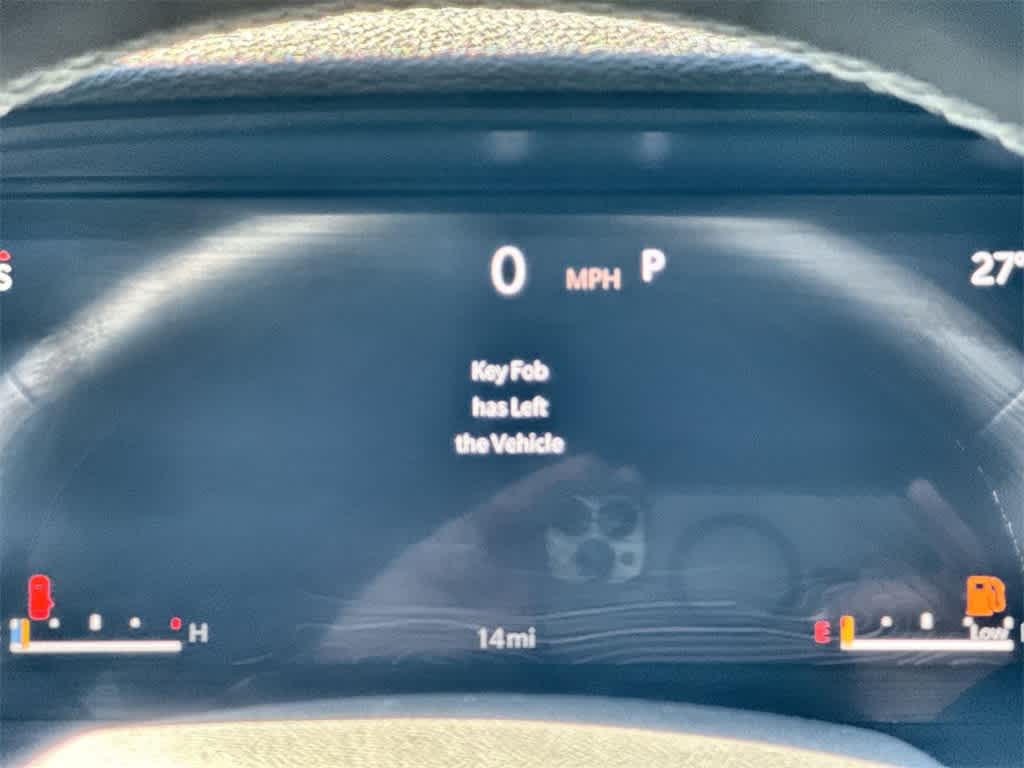 S
0 MPH P
27°
Key Fob
has Left
the Vehicle
H
14mi
E
Low